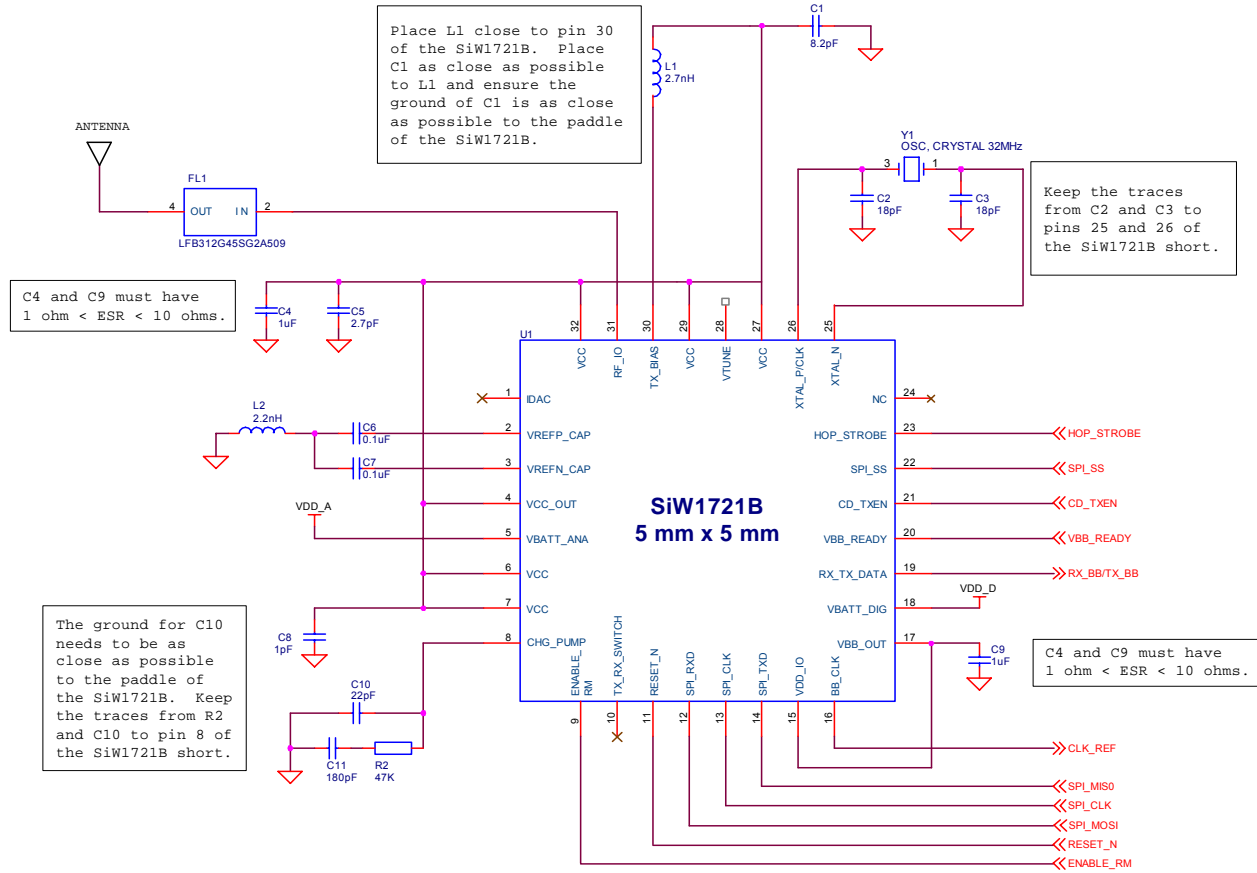 Place L1 close to pin 30
of the SiW1721B. Place
C1 as close as possible
to L1 and ensure the
ground of C1 is as close
as possible to the paddle
of the SiW1721B.
C1
8.2pF
L1
2.7nH
ANTENNA
FL1
4 OUT IN 2
LFB312G45SG2A509
Y1
OSC, CRYSTAL 32MHz
3 1
C2
18pF
C3
18pF
Keep the traces
from C2 and C3 to
pins 25 and 26 of
the SiW1721B short.
C4 and C9 must have
1 ohm < ESR < 10 ohms.
C4
1uF
C5
2.7pF
U1
32 VCC
31 RF_IO
30 TX_BIAS
29 VCC
28 VTUNE
27 VCC
26 XTAL_P/CLK
25 XTAL_N
1 IDAC
2 VREFP_CAP
3 VREFN_CAP
4 VCC_OUT
5 VBATT_ANA
6 VCC
7 VCC
8 CHG_PUMP
L2
2.2nH
C6
0.1uF
C7
0.1uF
VDD_A
SiW1721B
5 mm x 5 mm
NC 24
HOP_STROBE 23 HOP_STROBE
SPI_SS 22 SPI_SS
CD_TXEN 21 CD_TXEN
VBB_READY 20 VBB_READY
RX_TX_DATA 19 RX_BB/TX_BB
VBATT_DIG 18 VDD_D
VBB_OUT 17
C9
1uF
C4 and C9 must have
1 ohm < ESR < 10 ohms.
C8
1pF
The ground for C10
needs to be as
close as possible
to the paddle of
the SiW1721B. Keep
the traces from R2
and C10 to pin 8 of
the SiW1721B short.
C10
22pF
C11
180pF
R2
47K
ENABLE_
RM
9
TX_RX_SWITCH
10
RESET_N
11
SPI_RXD
12
SPI_CLK
13
SPI_TXD
14
VDD_IO
15
BB_CLK
16
CLK_REF
SPI_MIS0
SPI_CLK
SPI_MOSI
RESET_N
ENABLE_RM